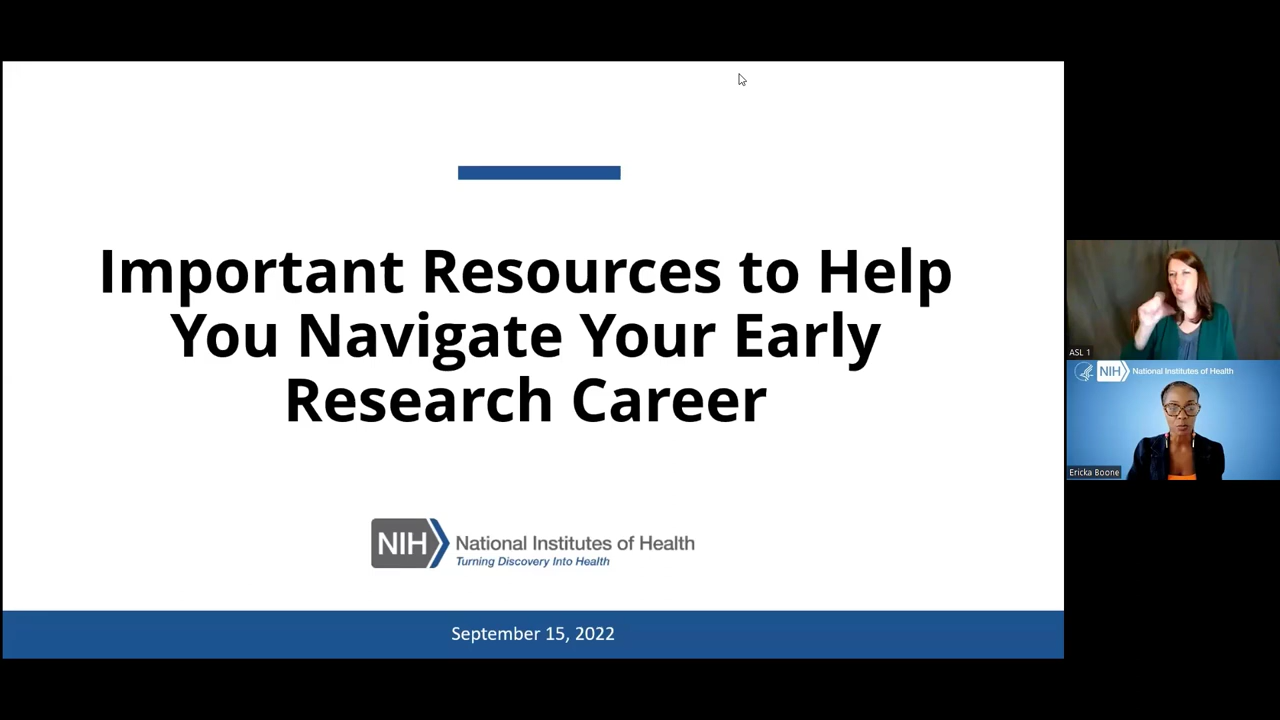 Important Resources to Help
You Navigate Your Early
Research Career
NIH National Institutes of Health
Turning Discovery Into Health
September 15, 2022
ASL 1
NIH National Institutes of Health
Ericka Boone